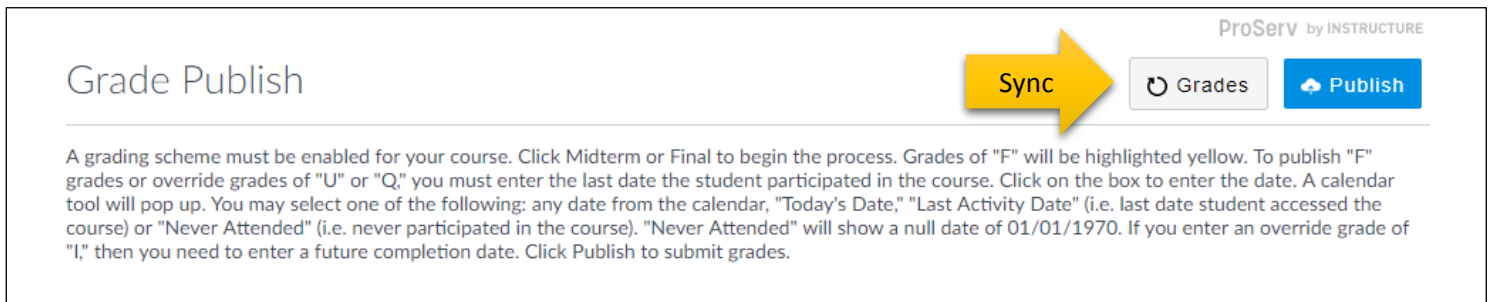 ProServ by INSTRUCTURE
Grade Publish
Sync
Grades
Publish
A grading scheme must be enabled for your course. Click Midterm or Final to begin the process. Grades of "F" will be highlighted yellow. To publish "F"
grades or override grades of "U" or "Q," you must enter the last date the student participated in the course. Click on the box to enter the date. A calendar
tool will pop up. You may select one of the following: any date from the calendar, "Today's Date," "Last Activity Date" (i.e. last date student accessed the
course) or "Never Attended" (i.e. never participated in the course). "Never Attended" will show a null date of 01/01/1970. If you enter an override grade of
"I," then you need to enter a future completion date. Click Publish to submit grades.